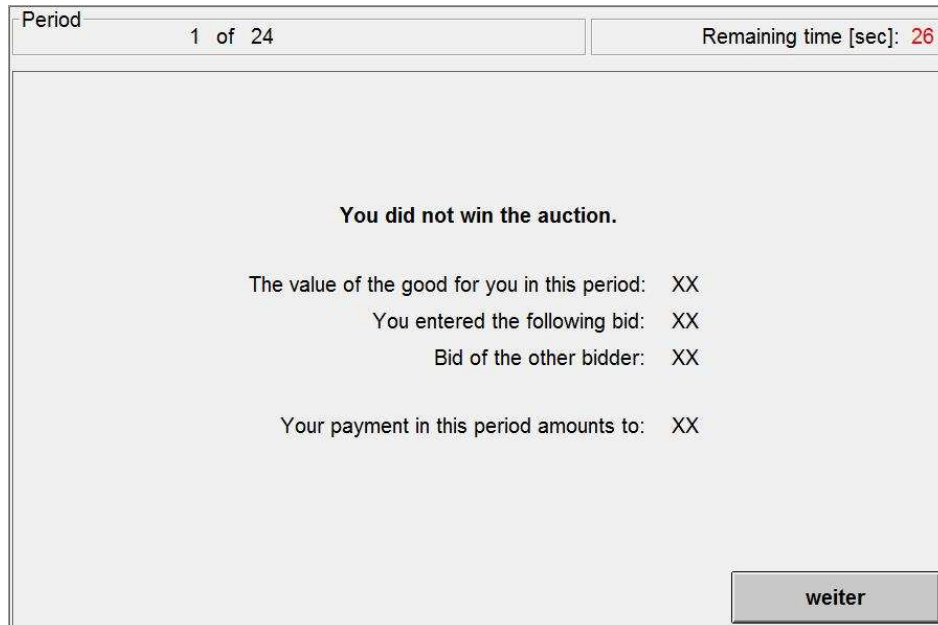 Period
1 of 24
Remaining time [sec]: 26
You did not win the auction.
The value of the good for you in this period: XX
You entered the following bid: XX
Bid of the other bidder: XX
Your payment in this period amounts to: XX
weiter